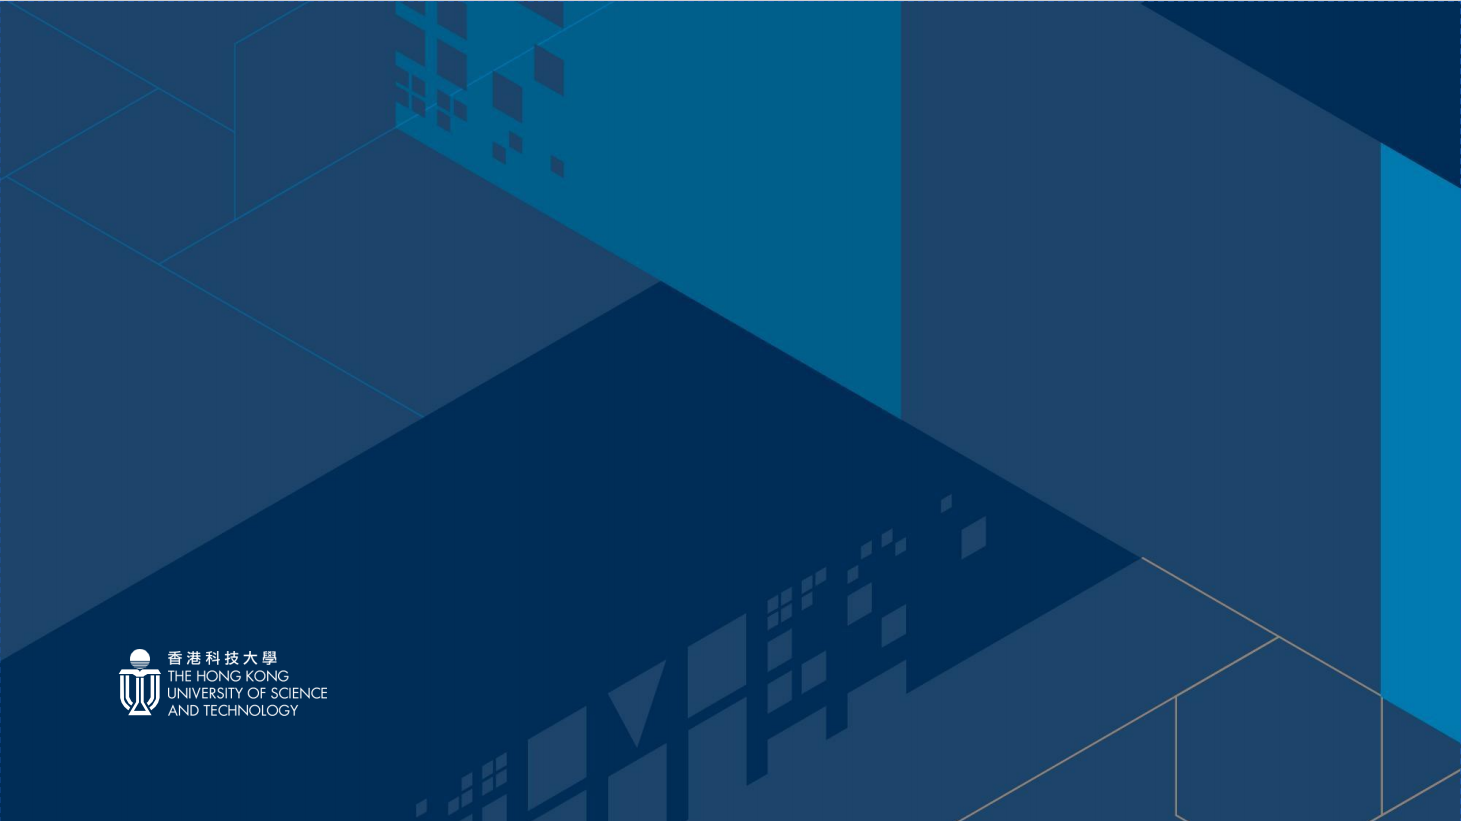 香港科技大學
THE HONG KONG
UNIVERSITY OF SCIENCE
AND TECHNOLOGY